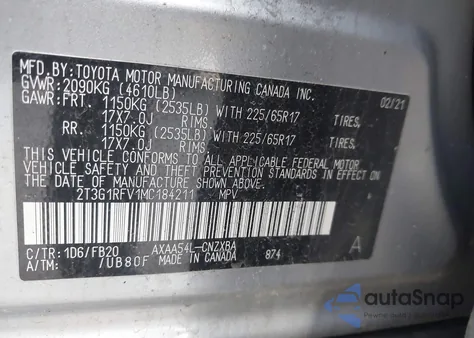 MFD.BY:TOYOTA MOTOR MANUFACTURING CANADA INC.
GVWR:2090KG (4610LB) 02/21
GAWR:FRT. 1150KG (2535LB) WITH 225/65R17 TIRES,
17X7.0J RIMS,
RR. 1150KG (2535LB) WITH 225/65R17 TIRES,
17X7.0J RIMS,
THIS VEHICLE CONFORMS TO ALL APPLICABLE FEDERAL MOTOR
VEHICLE SAFETY AND THEFT PREVENTION STANDARDS IN EFFECT
ON THE DATE OF MANUFACTURE SHOWN ABOVE.
2T3G1RFV1MC184211 MPV
C/TR:1D6/FB20 AXAA54L-CNZXBA A
A/TM: /UB80F MADE IN CANADA 874
autoSnap